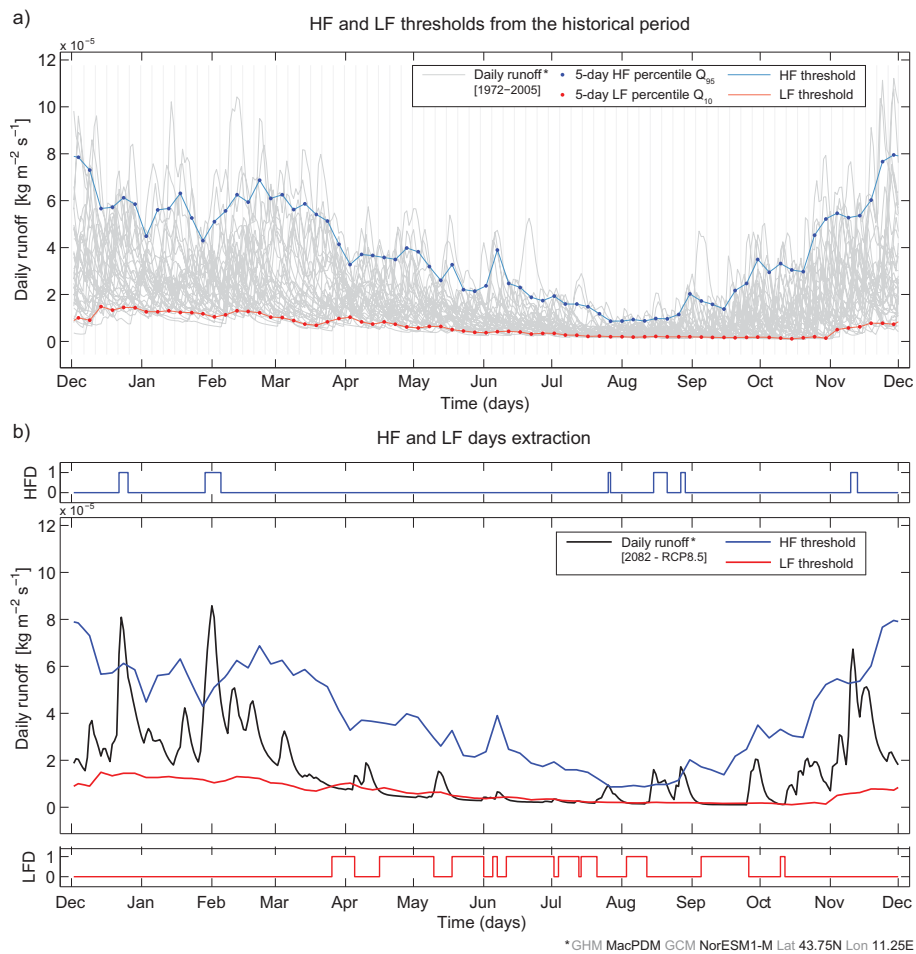 a)
HF and LF thresholds from the historical period
x 10⁻⁵
12
10
8
6
4
2
0
Daily runoff [kg m⁻² s⁻¹]
Daily runoff*
[1972−2005]
5-day HF percentile Q₉₅
5-day LF percentile Q₁₀
HF threshold
LF threshold
Dec Jan Feb Mar Apr May Jun Jul Aug Sep Oct Nov Dec
Time (days)
b)
HF and LF days extraction
HFD
1
0
x 10⁻⁵
12
10
8
6
4
2
0
Daily runoff [kg m⁻² s⁻¹]
Daily runoff*
[2082 - RCP8.5]
HF threshold
LF threshold
LFD
1
0
Dec Jan Feb Mar Apr May Jun Jul Aug Sep Oct Nov Dec
Time (days)
*GHM MacPDM GCM NorESM1-M Lat 43.75N Lon 11.25E